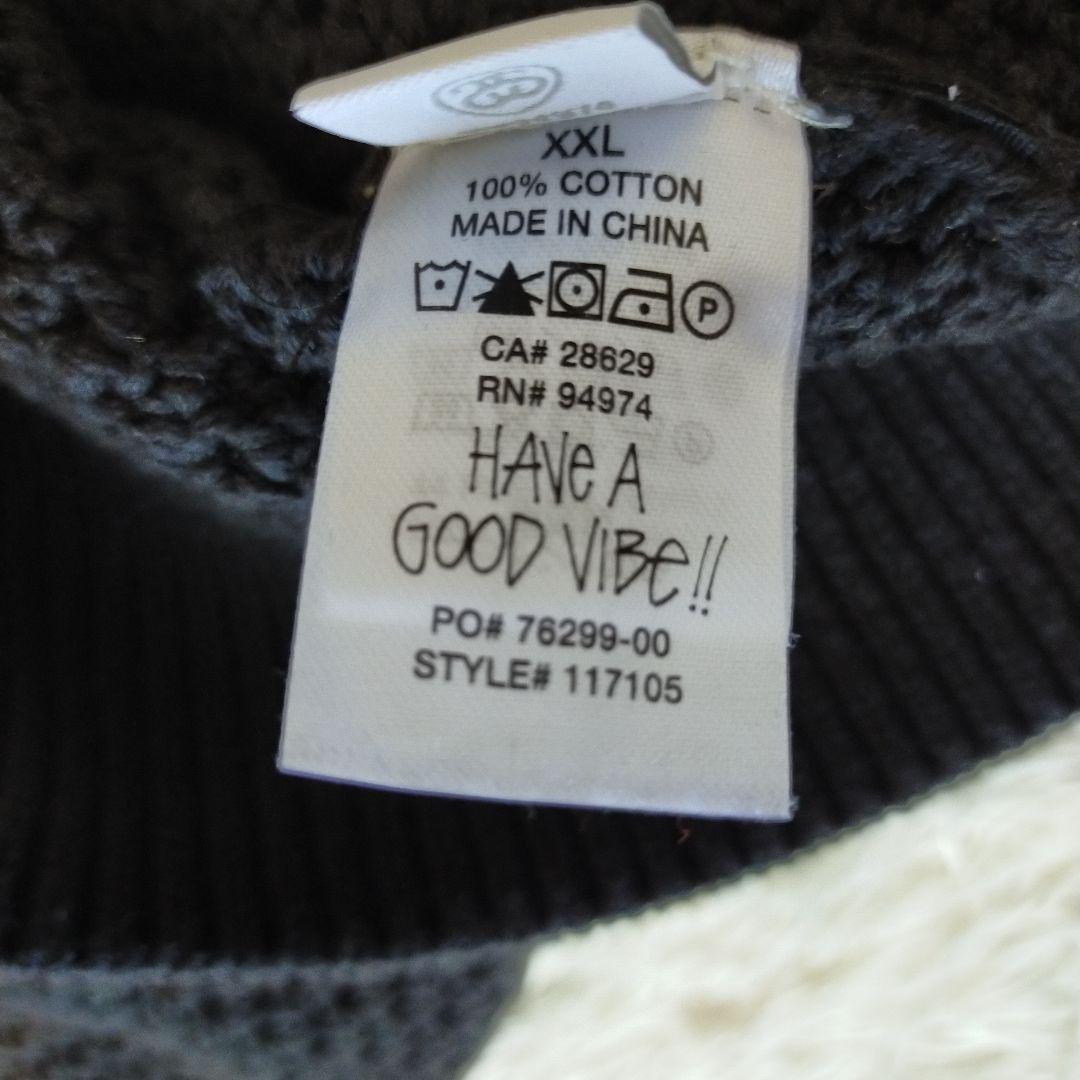 XXL
100% COTTON
MADE IN CHINA
P
CA# 28629
RN# 94974
HAVe A
GOOD VIBe!!
PO# 76299-00
STYLE# 117105